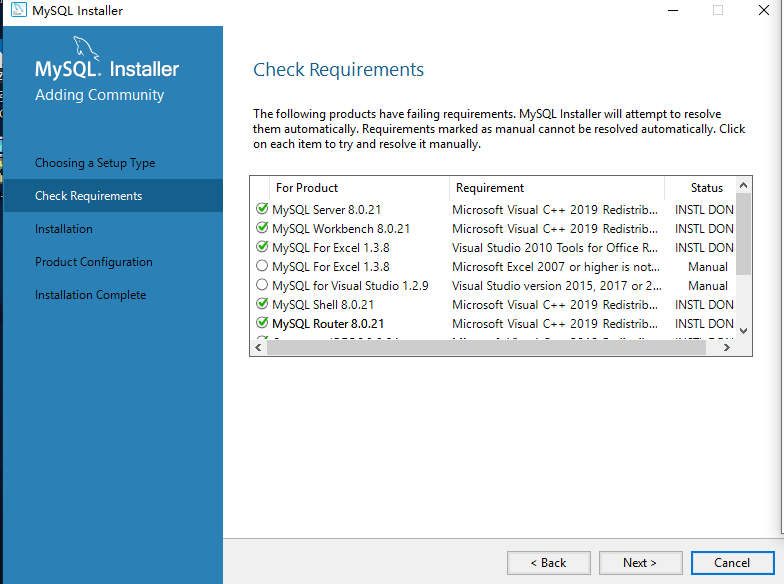 MySQL Installer
MySQL. Installer
Adding Community
Choosing a Setup Type
Check Requirements
Installation
Product Configuration
Installation Complete
Check Requirements
The following products have failing requirements. MySQL Installer will attempt to resolve
them automatically. Requirements marked as manual cannot be resolved automatically. Click
on each item to try and resolve it manually.
For Product Requirement Status
MySQL Server 8.0.21 Microsoft Visual C++ 2019 Redistrib... INSTL DON
MySQL Workbench 8.0.21 Microsoft Visual C++ 2019 Redistrib... INSTL DON
MySQL For Excel 1.3.8 Visual Studio 2010 Tools for Office R... INSTL DON
MySQL For Excel 1.3.8 Microsoft Excel 2007 or higher is not... Manual
MySQL for Visual Studio 1.2.9 Visual Studio version 2015, 2017 or 2... Manual
MySQL Shell 8.0.21 Microsoft Visual C++ 2019 Redistrib... INSTL DON
MySQL Router 8.0.21 Microsoft Visual C++ 2019 Redistrib... INSTL DON
< Back Next > Cancel